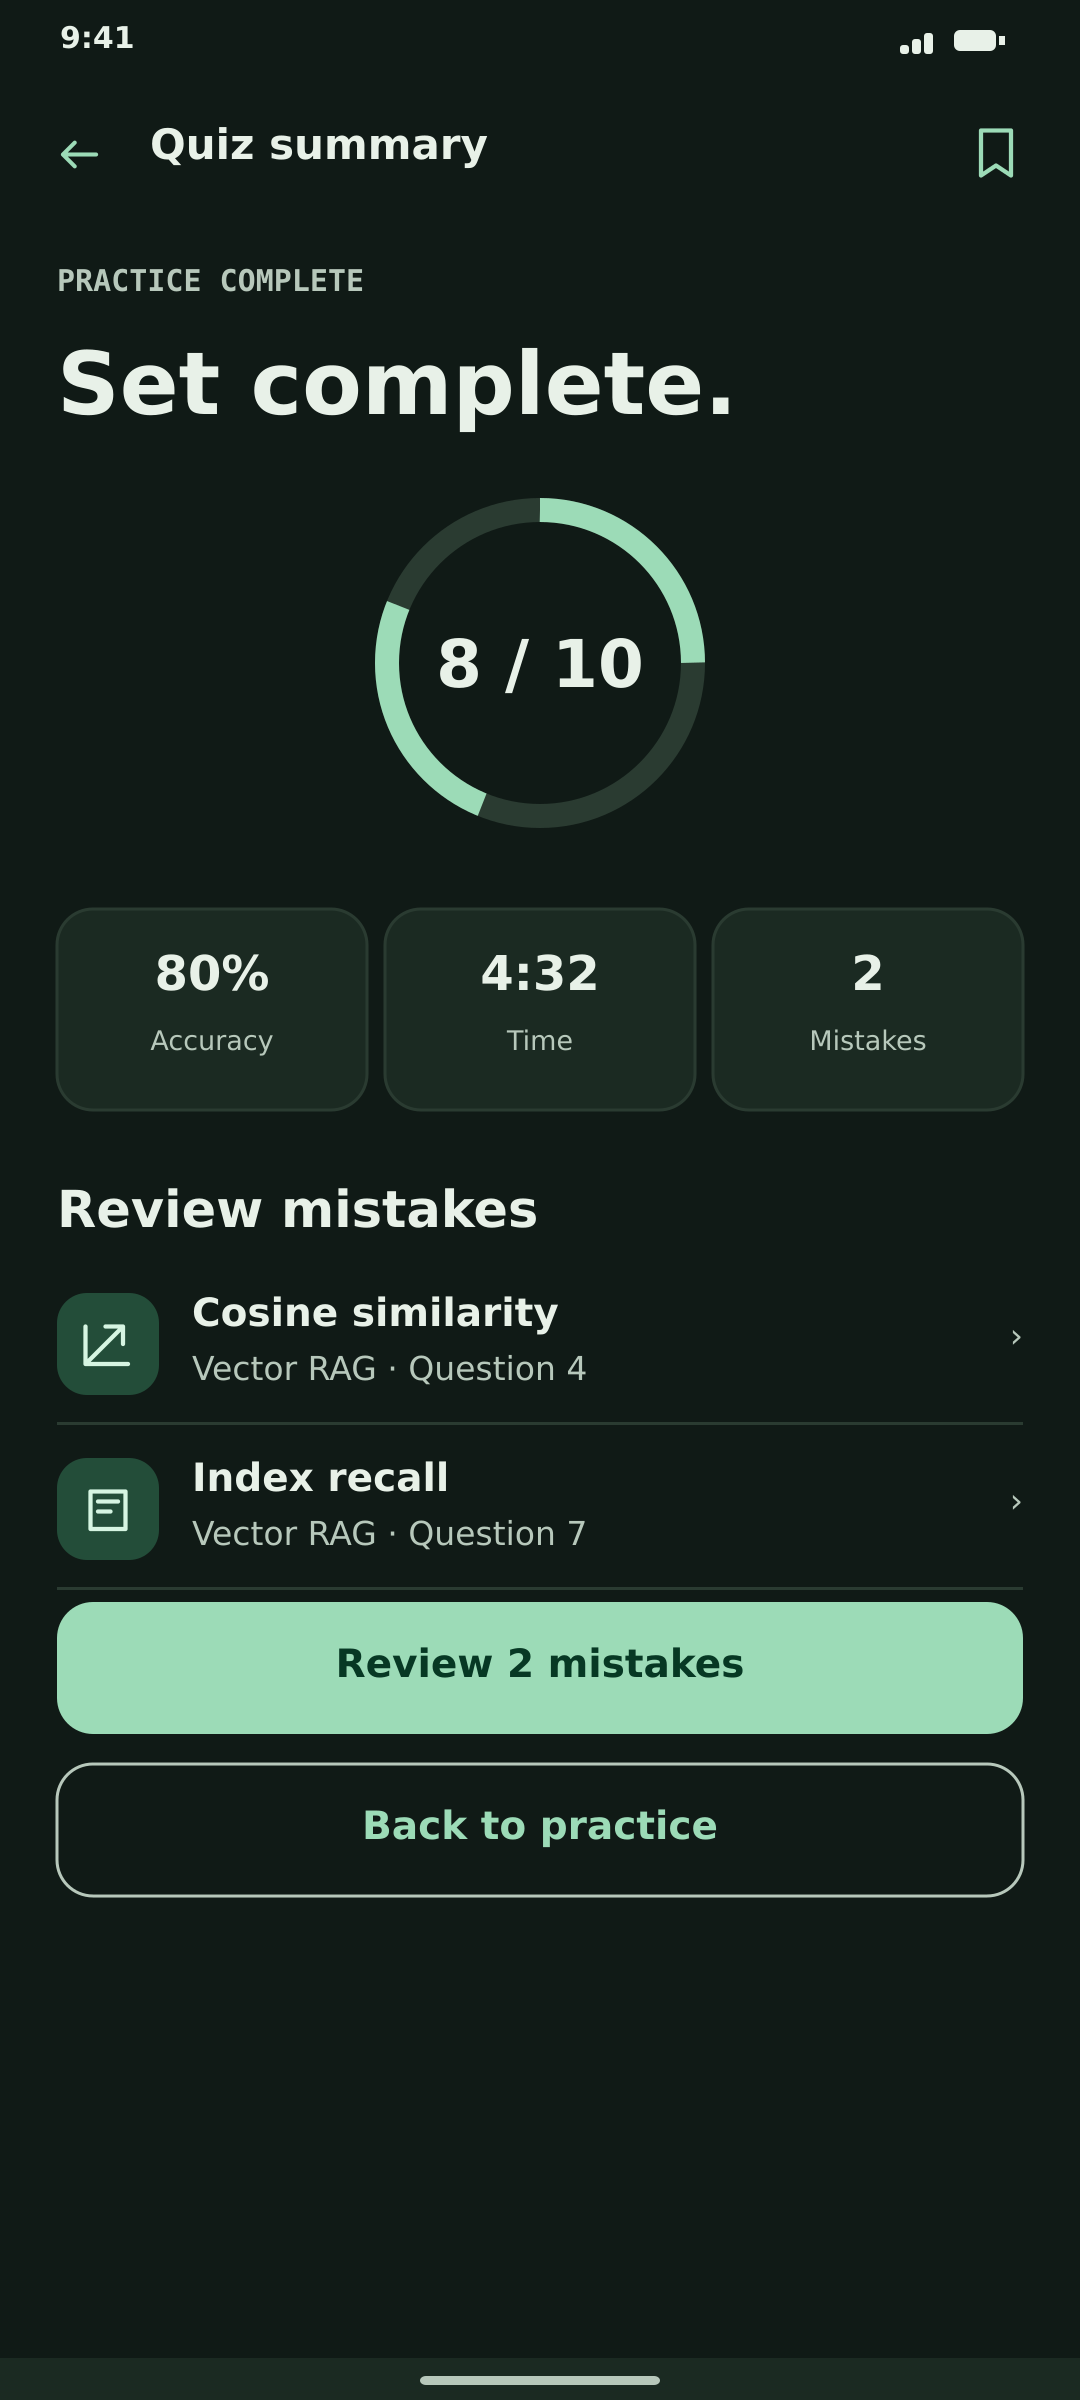 9:41
Quiz summary
PRACTICE COMPLETE
Set complete.
8 / 10
80%
Accuracy
4:32
Time
2
Mistakes
Review mistakes
Cosine similarity
Vector RAG · Question 4
›
Index recall
Vector RAG · Question 7
›
Review 2 mistakes
Back to practice